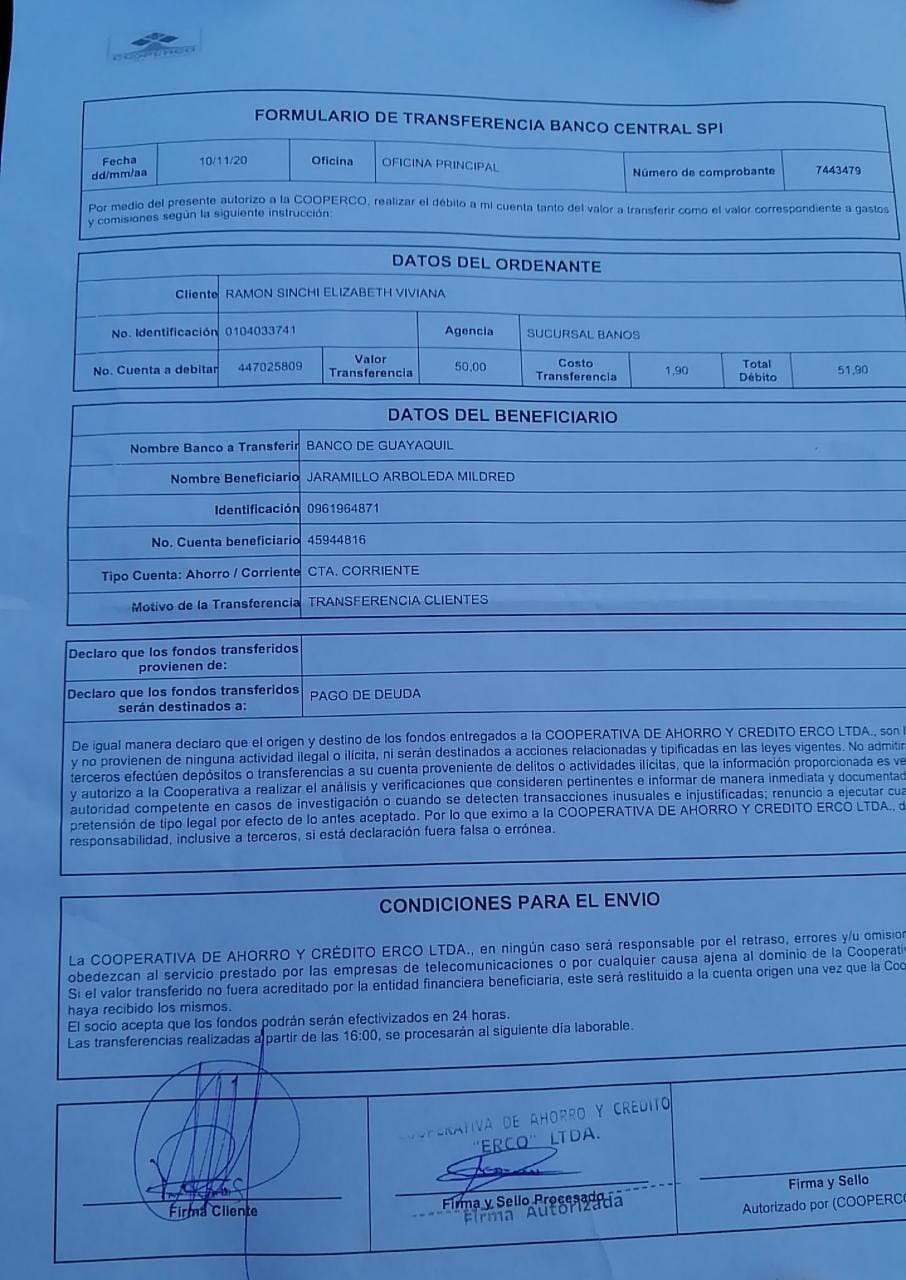 FORMULARIO DE TRANSFERENCIA BANCO CENTRAL SPI
Fecha dd/mm/aa 10/11/20 Oficina OFICINA PRINCIPAL Número de comprobante 7443479
Por medio del presente autorizo a la COOPERCO, realizar el débito a mi cuenta tanto del valor a transferir como el valor correspondiente a gastos
y comisiones según la siguiente instrucción:
DATOS DEL ORDENANTE
Cliente RAMON SINCHI ELIZABETH VIVIANA
No. Identificación 0104033741 Agencia SUCURSAL BANOS
No. Cuenta a debitar 447025809 Valor Transferencia 50,00 Costo Transferencia 1,90 Total Débito 51,90
DATOS DEL BENEFICIARIO
Nombre Banco a Transferir BANCO DE GUAYAQUIL
Nombre Beneficiario JARAMILLO ARBOLEDA MILDRED
Identificación 0961964871
No. Cuenta beneficiario 45944816
Tipo Cuenta: Ahorro / Corriente CTA. CORRIENTE
Motivo de la Transferencia TRANSFERENCIA CLIENTES
Declaro que los fondos transferidos
provienen de:
Declaro que los fondos transferidos
serán destinados a: PAGO DE DEUDA
De igual manera declaro que el origen y destino de los fondos entregados a la COOPERATIVA DE AHORRO Y CREDITO ERCO LTDA., son
y no provienen de ninguna actividad ilegal o ilícita, ni serán destinados a acciones relacionadas y tipificadas en las leyes vigentes. No
terceros efectúen depósitos o transferencias a su cuenta proveniente de delitos o actividades ilícitas, que la información proporcionada es
y autorizo a la Cooperativa a realizar el análisis y verificaciones que consideren pertinentes e informar de manera inmediata y
autoridad competente en casos de investigación o cuando se detecten transacciones inusuales e injustificadas; renuncio a ejecutar
pretensión de tipo legal por efecto de lo antes aceptado. Por lo que eximo a la COOPERATIVA DE AHORRO Y CREDITO ERCO LTDA.,
responsabilidad, inclusive a terceros, si está declaración fuera falsa o errónea.
CONDICIONES PARA EL ENVIO
La COOPERATIVA DE AHORRO Y CRÉDITO ERCO LTDA., en ningún caso será responsable por el retraso, errores y/u
obedezcan al servicio prestado por las empresas de telecomunicaciones o por cualquier causa ajena al dominio de la
Si el valor transferido no fuera acreditado por la entidad financiera beneficiaria, este será restituido a la cuenta origen una vez que la
haya recibido los mismos.
El socio acepta que los fondos podrán serán efectivizados en 24 horas.
Las transferencias realizadas a partir de las 16:00, se procesarán al siguiente día laborable.
COOPERATIVA DE AHORRO Y CREDITO
"ERCO" LTDA.
Firma Cliente
Firma y Sello Procesado
Firma Autorizada
Firma y Sello
Autorizado por (COOPERCO